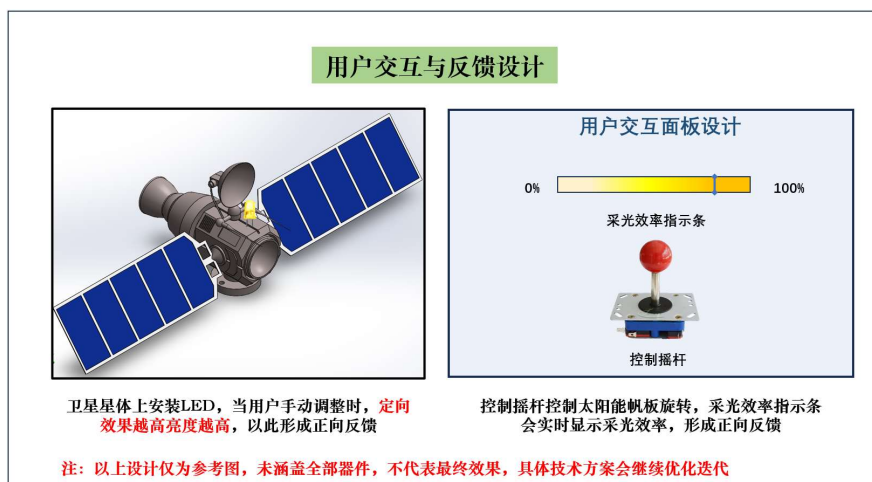 用户交互与反馈设计
用户交互面板设计
0%
100%
采光效率指示条
控制摇杆
卫星星体上安装LED，当用户手动调整时，定向
效果越高亮度越高，以此形成正向反馈
控制摇杆控制太阳能帆板旋转，采光效率指示条
会实时显示采光效率，形成正向反馈
注：以上设计仅为参考图，未涵盖全部器件，不代表最终效果，具体技术方案会继续优化迭代